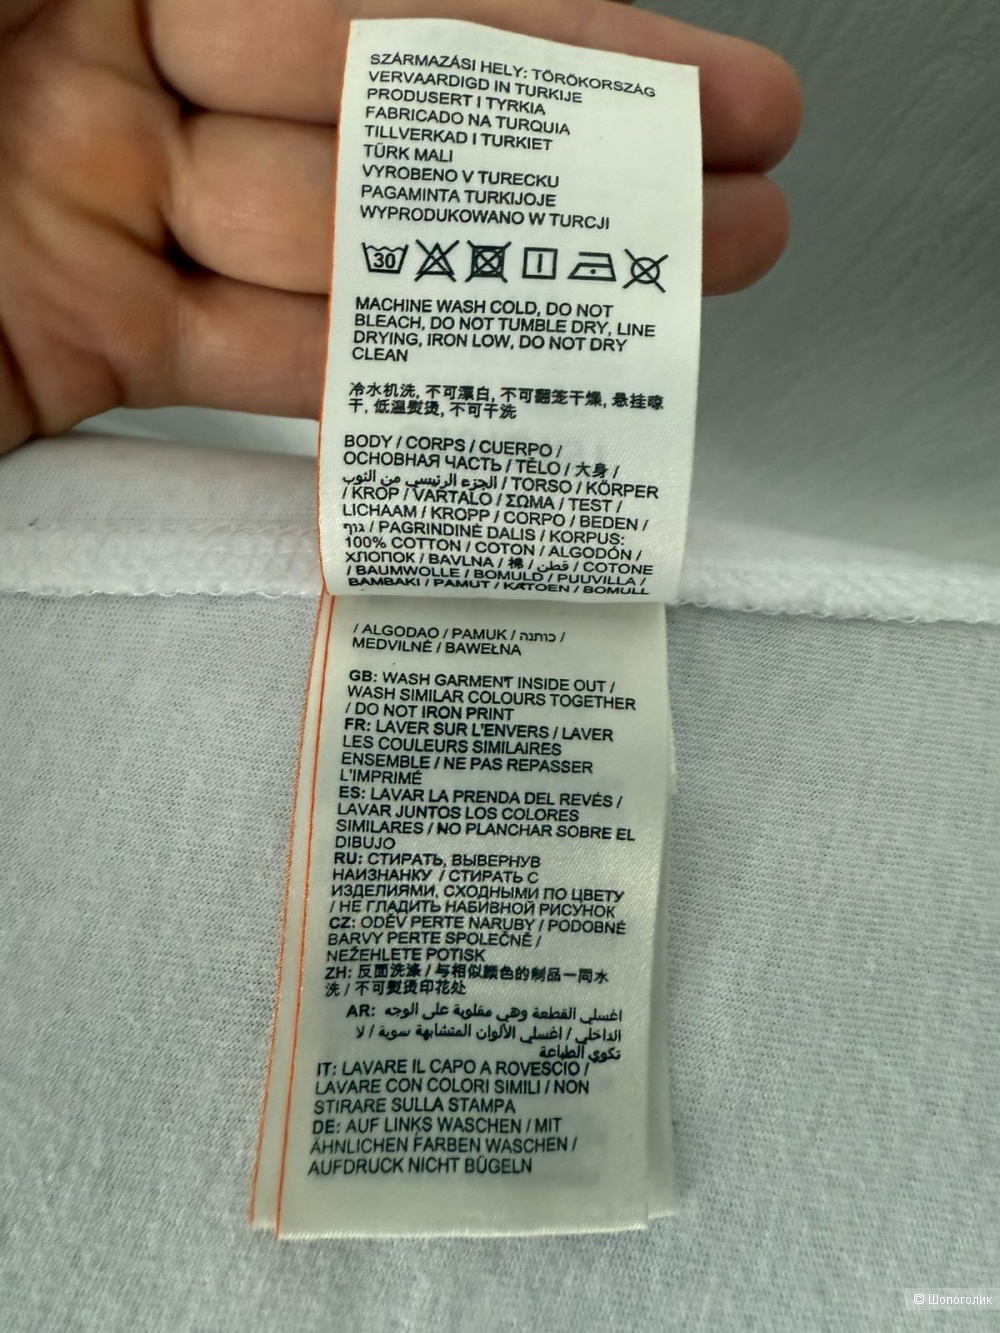 SZÁRMAZÁSI HELY: TÖRÖKORSZÁG
VERVAARDIGD IN TURKIJE
PRODUSERT I TYRKIA
FABRICADO NA TURQUIA
TILLVERKAD I TURKIET
TÜRK MALI
VYROBENO V TURECKU
PAGAMINTA TURKIJOJE
WYPRODUKOWANO W TURCJI
30
MACHINE WASH COLD, DO NOT
BLEACH, DO NOT TUMBLE DRY, LINE
DRYING, IRON LOW, DO NOT DRY
CLEAN
冷水机洗, 不可漂白, 不可翻笼干燥, 悬挂晾
干, 低温熨烫, 不可干洗
BODY / CORPS / CUERPO /
ОСНОВНАЯ ЧАСТЬ / TĚLO / 大身 /
الجزء الرئيسي من الثوب / TORSO / KÖRPER
/ KROP / VARTALO / ΣΩΜΑ / TEST /
LICHAAM / KROPP / CORPO / BEDEN /
גוף / PAGRINDINĖ DALIS / KORPUS:
100% COTTON / COTON / ALGODÓN /
ХЛОПОК / BAVLNA / 棉 / قطن / COTONE
/ BAUMWOLLE / BOMULD / PUUVILLA /
BAMBAKI / PAMUT / KATOEN / BOMULL
/ ALGODAO / PAMUK / כותנה /
MEDVILNĖ / BAWEŁNA
GB: WASH GARMENT INSIDE OUT /
WASH SIMILAR COLOURS TOGETHER
/ DO NOT IRON PRINT
FR: LAVER SUR L'ENVERS / LAVER
LES COULEURS SIMILAIRES
ENSEMBLE / NE PAS REPASSER
L'IMPRIMÉ
ES: LAVAR LA PRENDA DEL REVÉS /
LAVAR JUNTOS LOS COLORES
SIMILARES / NO PLANCHAR SOBRE EL
DIBUJO
RU: СТИРАТЬ, ВЫВЕРНУВ
НАИЗНАНКУ / СТИРАТЬ С
ИЗДЕЛИЯМИ, СХОДНЫМИ ПО ЦВЕТУ
/ НЕ ГЛАДИТЬ НАБИВНОЙ РИСУНОК
CZ: ODĚV PERTE NARUBY / PODOBNÉ
BARVY PERTE SPOLEČNĚ /
NEŽEHLETE POTISK
ZH: 反面洗涤 / 与相似颜色的制品一同水
洗 / 不可熨烫印花处
AR: اغسلي القطعة وهي مقلوبة على الوجه
الداخلي / اغسلي الألوان المتشابهة سوية / لا
تكوي الطباعة
IT: LAVARE IL CAPO A ROVESCIO /
LAVARE CON COLORI SIMILI / NON
STIRARE SULLA STAMPA
DE: AUF LINKS WASCHEN / MIT
ÄHNLICHEN FARBEN WASCHEN /
AUFDRUCK NICHT BÜGELN
© Шопоголик